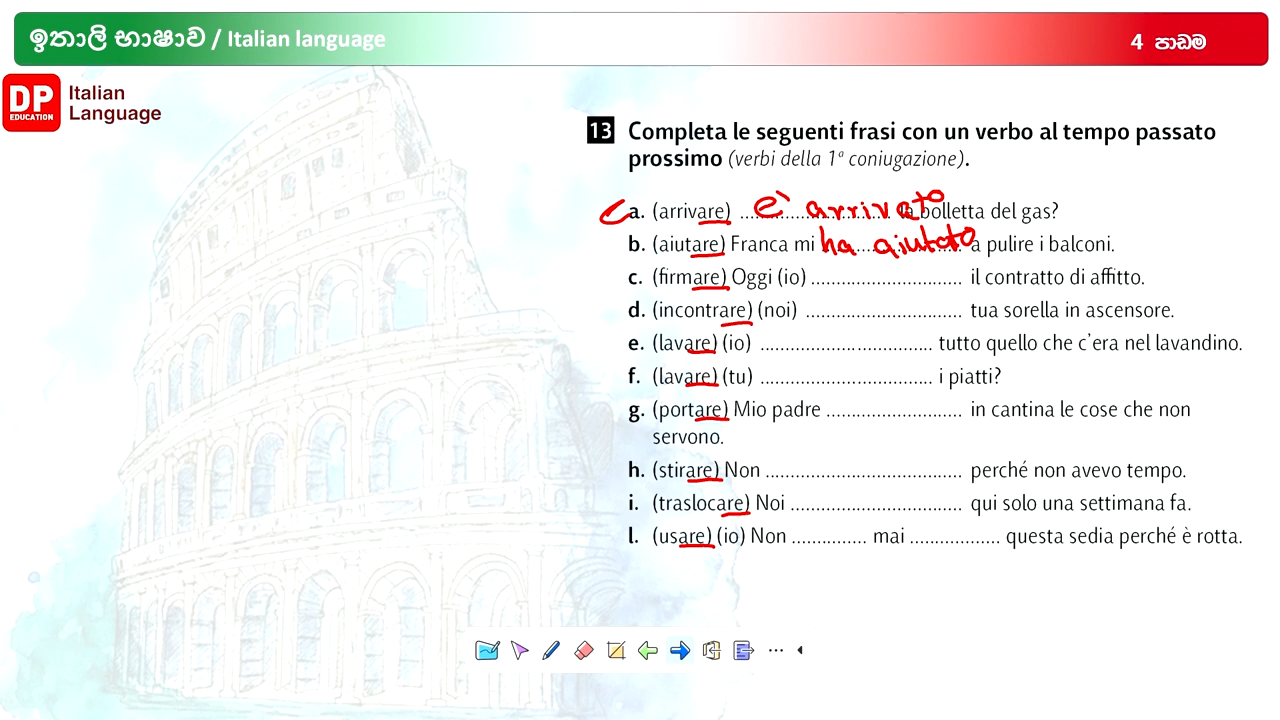 ඉතාලි භාෂාව / Italian language
4 පාඩම
DP
EDUCATION
Italian
Language
13 Completa le seguenti frasi con un verbo al tempo passato
prossimo (verbi della 1ª coniugazione).
a. (arrivare) è arrivato la bolletta del gas?
b. (aiutare) Franca mi ha aiutato a pulire i balconi.
c. (firmare) Oggi (io) .............................. il contratto di affitto.
d. (incontrare) (noi) ............................... tua sorella in ascensore.
e. (lavare) (io) .................................. tutto quello che c'era nel lavandino.
f. (lavare) (tu) .................................. i piatti?
g. (portare) Mio padre ........................... in cantina le cose che non
servono.
h. (stirare) Non ....................................... perché non avevo tempo.
i. (traslocare) Noi .................................. qui solo una settimana fa.
l. (usare) (io) Non ............... mai .................. questa sedia perché è rotta.